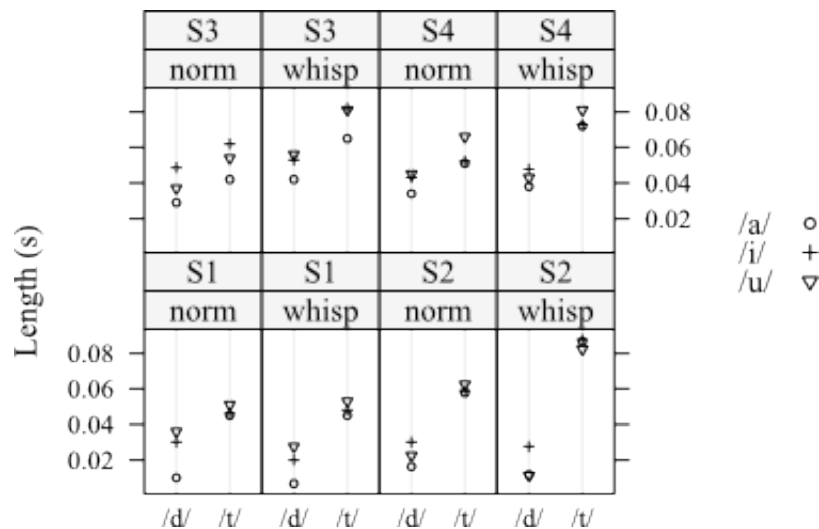 S3 S3 S4 S4
norm whisp norm whisp
0.08
0.06
0.04
0.02
Length (s)
/a/
/i/
/u/
S1 S1 S2 S2
norm whisp norm whisp
0.08
0.06
0.04
0.02
/d/ /t/ /d/ /t/ /d/ /t/ /d/ /t/